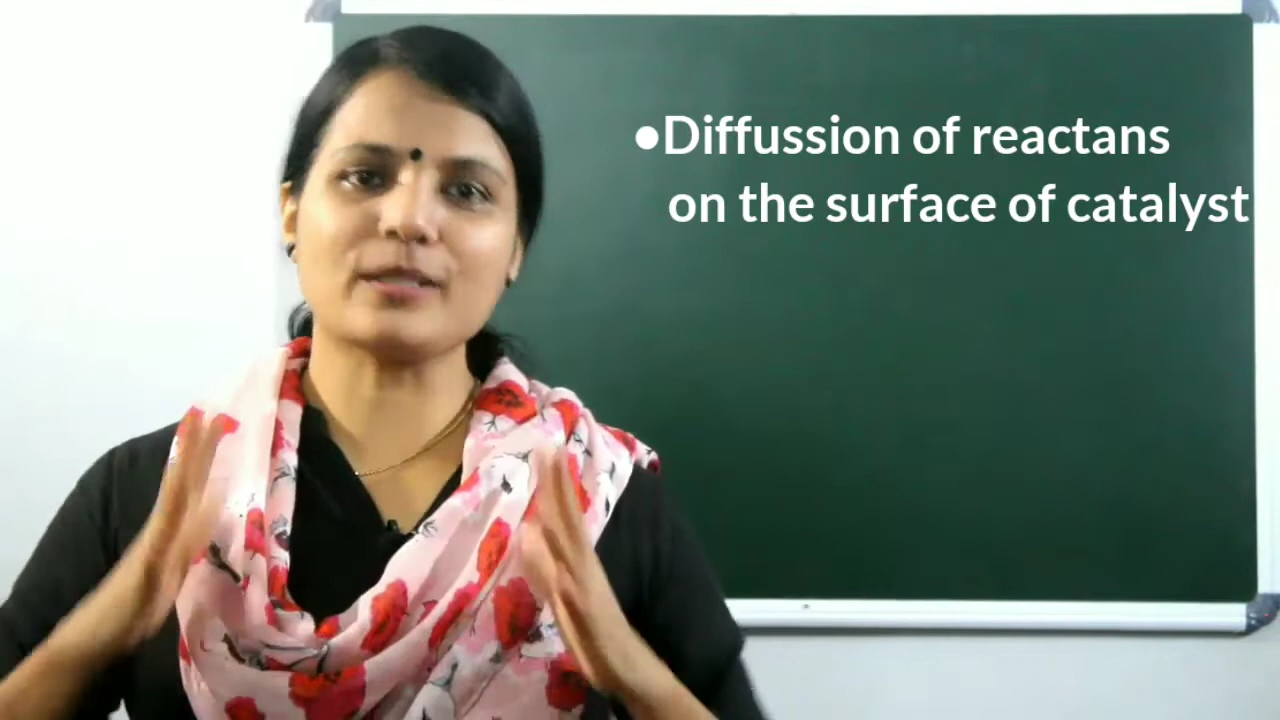 •Diffussion of reactans
on the surface of catalyst